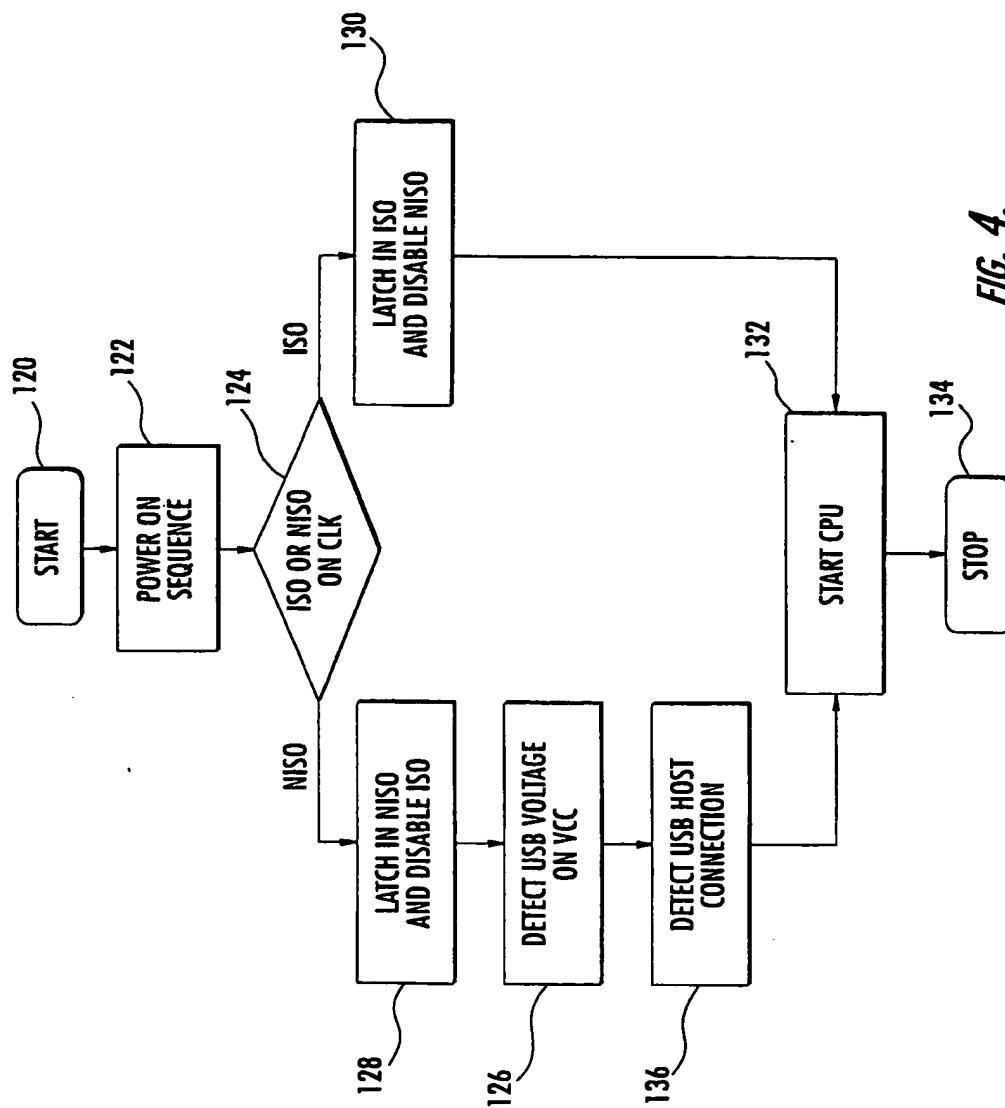 START
120
POWER ON
SEQUENCE
122
ISO OR NISO
ON CLK
124
NISO
ISO
LATCH IN NISO
AND DISABLE ISO
128
LATCH IN ISO
AND DISABLE NISO
130
DETECT USB VOLTAGE
ON VCC
126
DETECT USB HOST
CONNECTION
136
START CPU
132
STOP
134
FIG. 4.